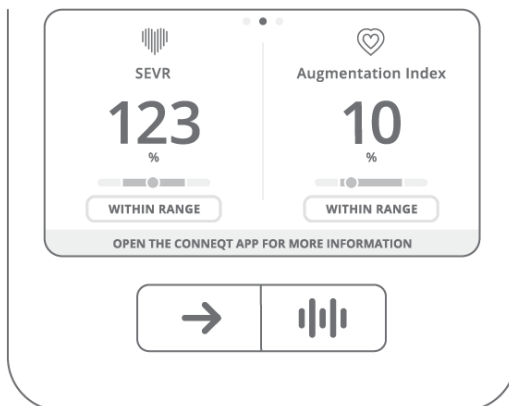 SEVR
123
%
WITHIN RANGE
Augmentation Index
10
%
WITHIN RANGE
OPEN THE CONNEQT APP FOR MORE INFORMATION